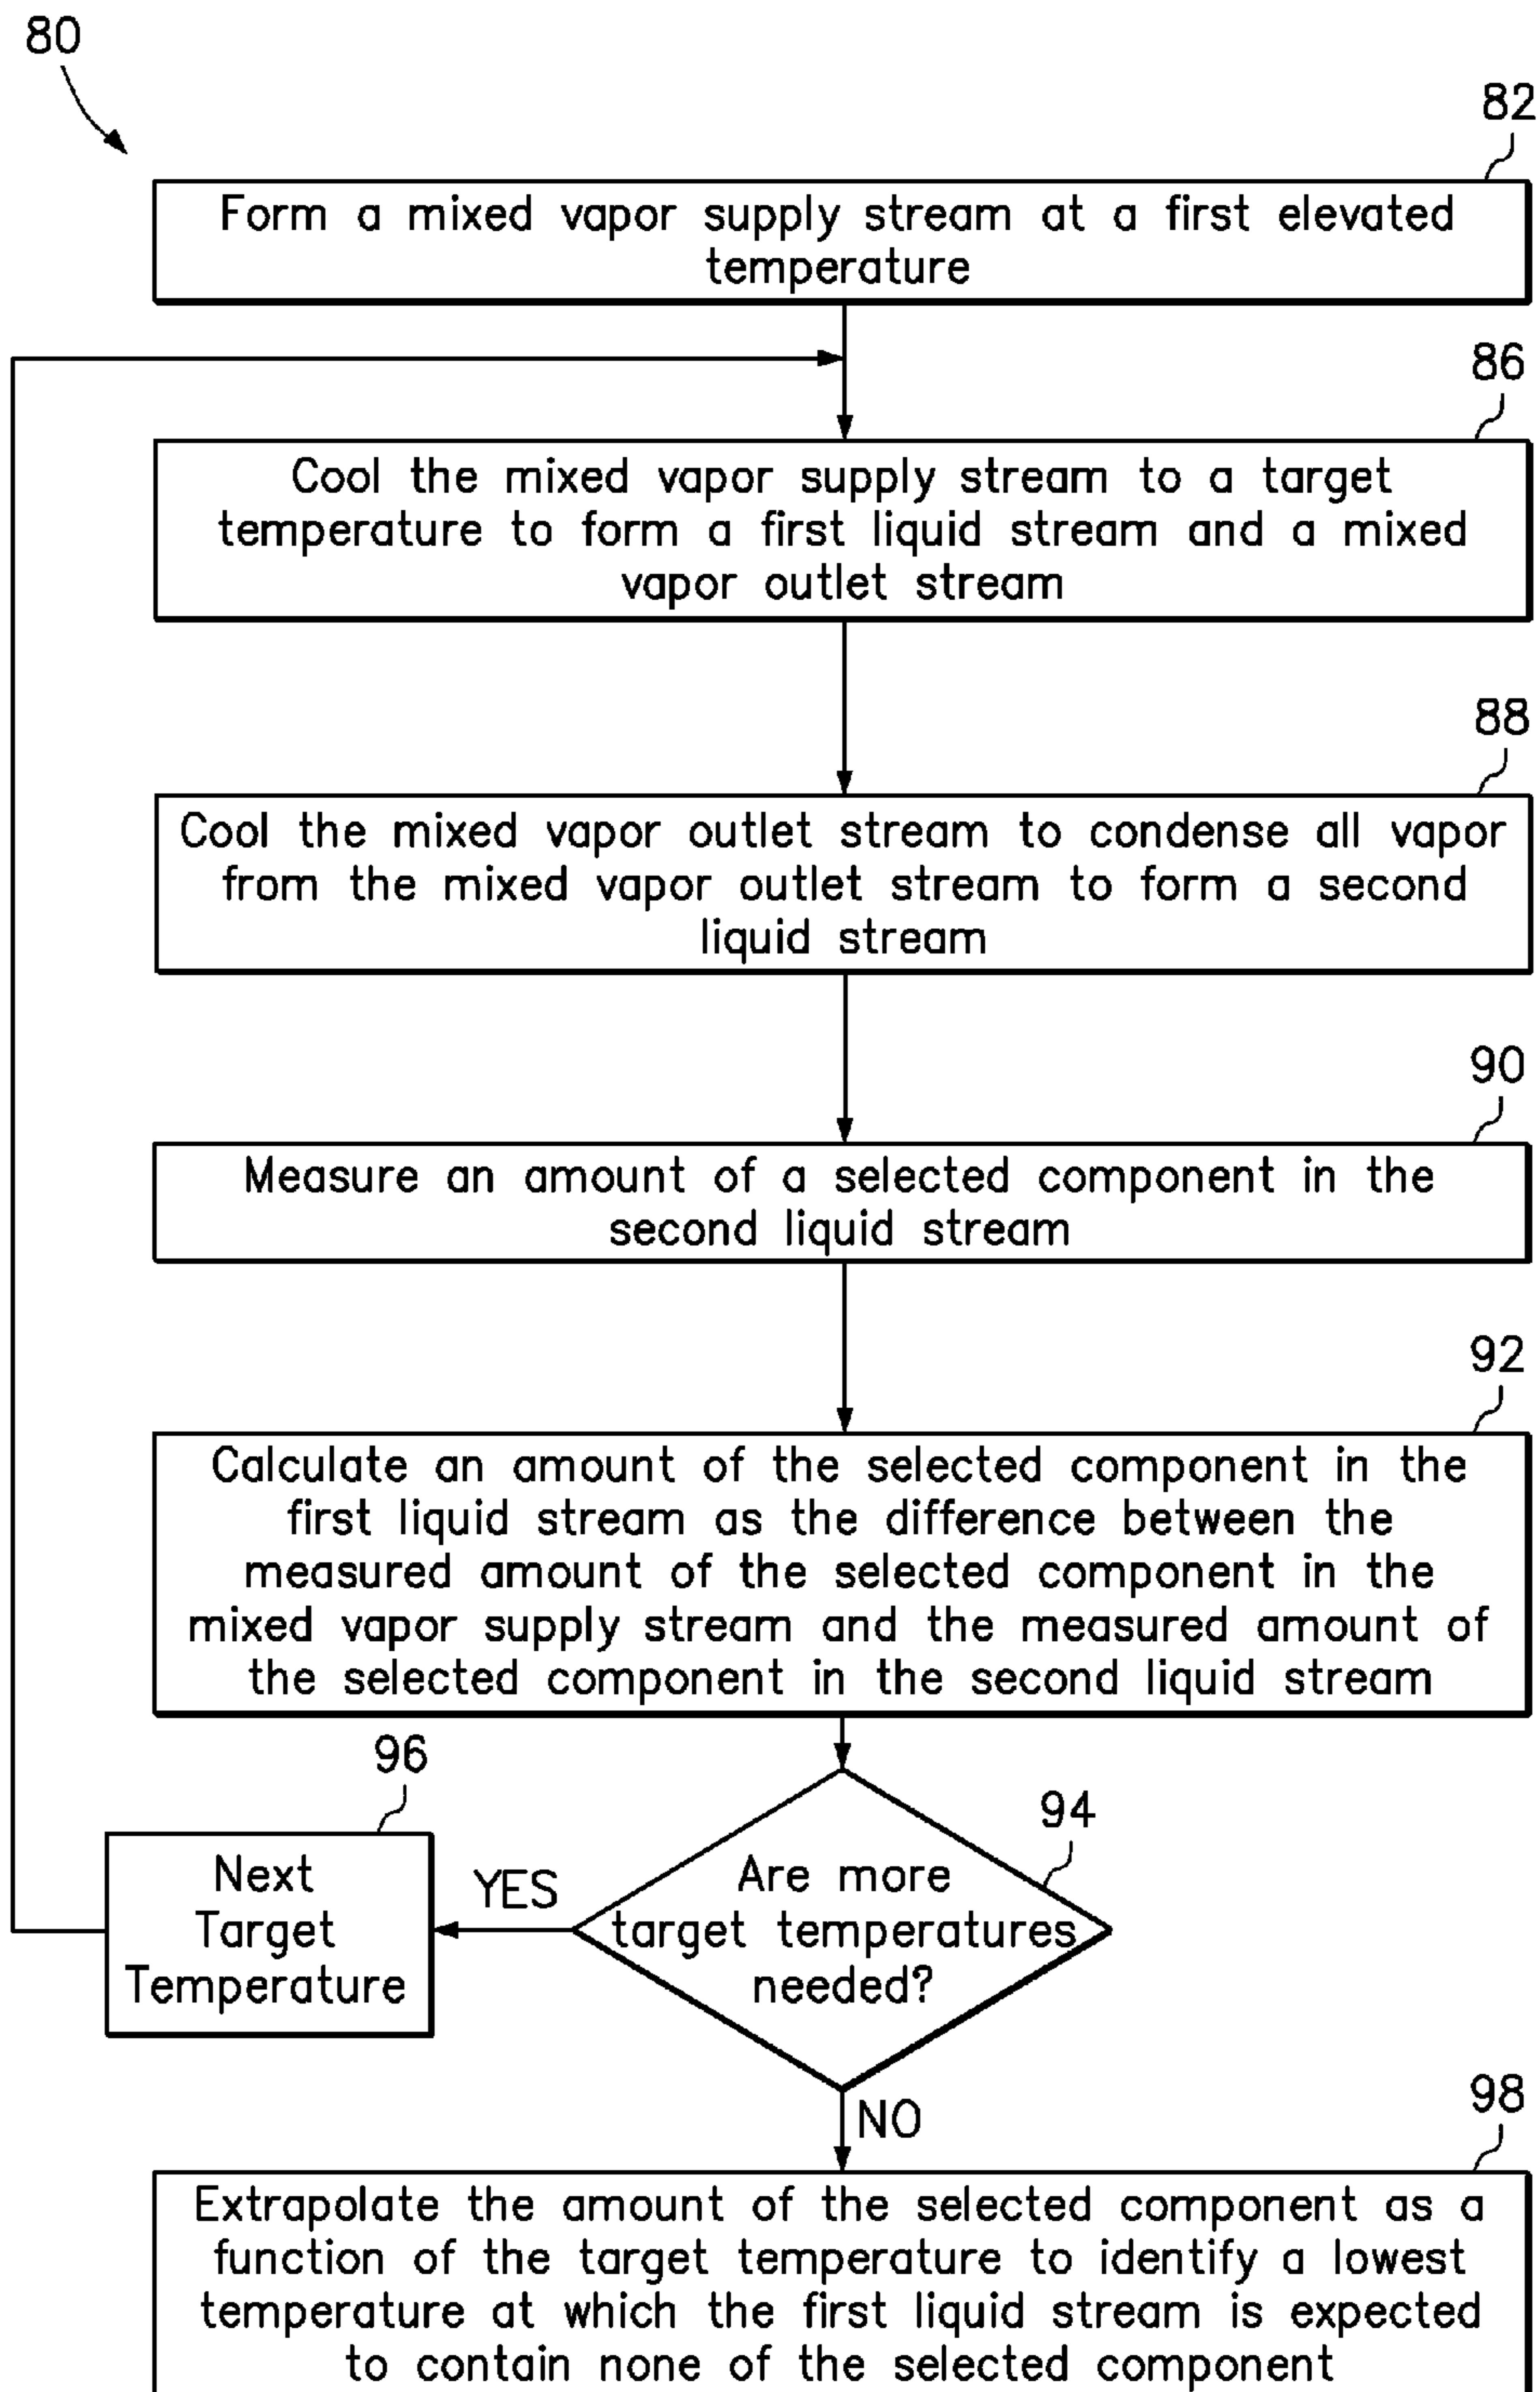 80
82
Form a mixed vapor supply stream at a first elevated
temperature
86
Cool the mixed vapor supply stream to a target
temperature to form a first liquid stream and a mixed
vapor outlet stream
88
Cool the mixed vapor outlet stream to condense all vapor
from the mixed vapor outlet stream to form a second
liquid stream
90
Measure an amount of a selected component in the
second liquid stream
92
Calculate an amount of the selected component in the
first liquid stream as the difference between the
measured amount of the selected component in the
mixed vapor supply stream and the measured amount of
the selected component in the second liquid stream
96
Next
Target
Temperature
YES
94
Are more
target temperatures
needed?
NO
98
Extrapolate the amount of the selected component as a
function of the target temperature to identify a lowest
temperature at which the first liquid stream is expected
to contain none of the selected component